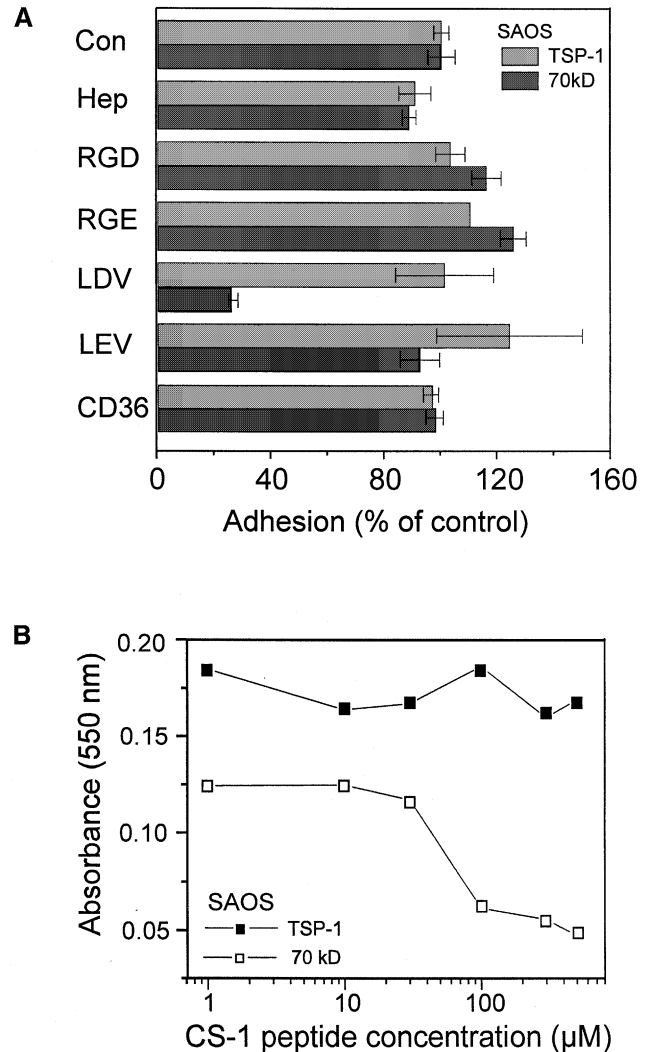 A
SAOS
TSP-1
70kD
Con
Hep
RGD
RGE
LDV
LEV
CD36
0 40 80 120 160
Adhesion (% of control)
B
Absorbance (550 nm)
0.20
0.15
0.10
0.05
SAOS
TSP-1
70 kD
1 10 100
CS-1 peptide concentration (µM)